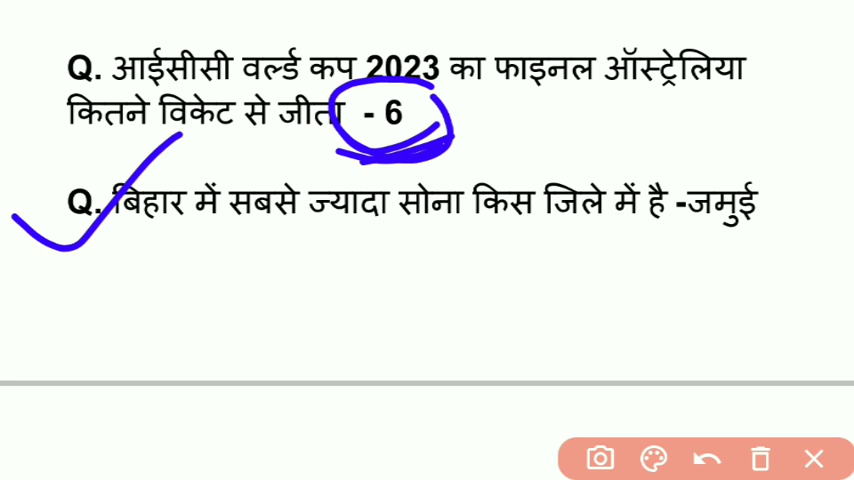 Q. आईसीसी वर्ल्ड कप 2023 का फाइनल ऑस्ट्रेलिया
कितने विकेट से जीता - 6
Q. बिहार में सबसे ज्यादा सोना किस जिले में है -जमुई